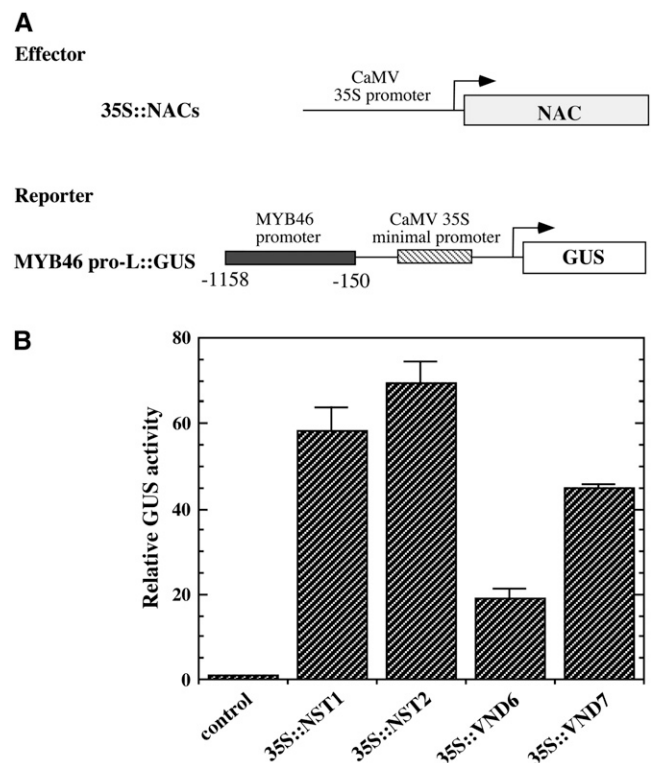 A
Effector
CaMV
35S promoter
35S::NACs
NAC
Reporter
MYB46
promoter
CaMV 35S
minimal promoter
MYB46 pro-L::GUS
GUS
-1158
-150
B
80
60
40
20
0
Relative GUS activity
control
35S::NST1
35S::NST2
35S::VND6
35S::VND7